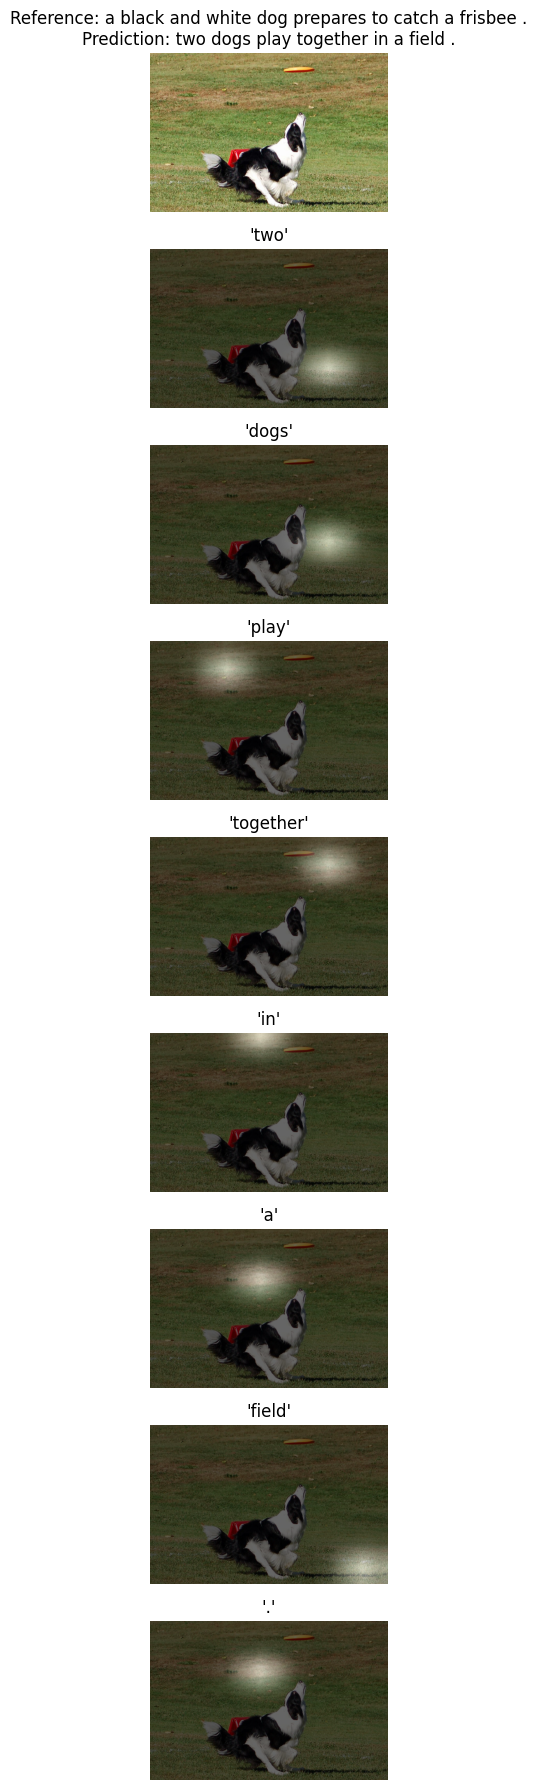 Reference: a black and white dog prepares to catch a frisbee .
Prediction: two dogs play together in a field .
'two'
'dogs'
'play'
'together'
'in'
'a'
'field'
'.'